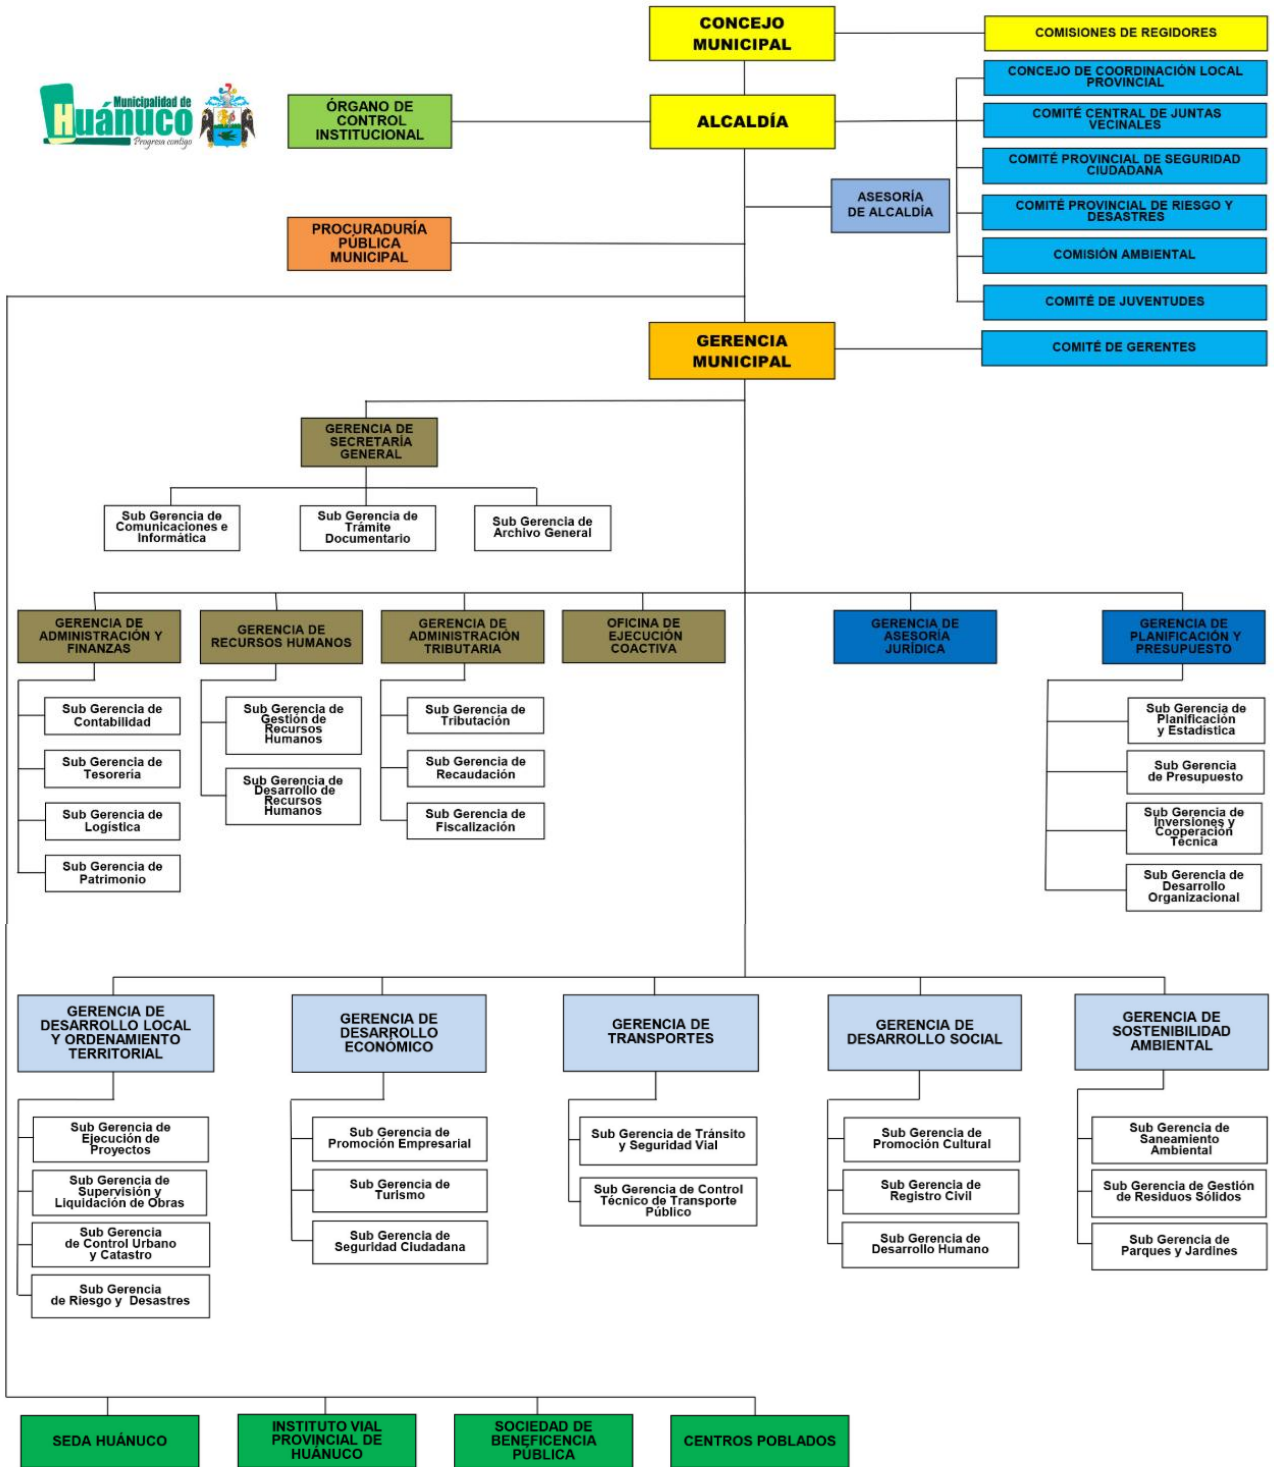 CONCEJO
MUNICIPAL
COMISIONES DE REGIDORES
Municipalidad de
Huánuco
Progresa contigo
ÓRGANO DE
CONTROL
INSTITUCIONAL
ALCALDÍA
CONCEJO DE COORDINACIÓN LOCAL
PROVINCIAL
COMITÉ CENTRAL DE JUNTAS
VECINALES
COMITÉ PROVINCIAL DE SEGURIDAD
CIUDADANA
COMITÉ PROVINCIAL DE RIESGO Y
DESASTRES
COMISIÓN AMBIENTAL
COMITÉ DE JUVENTUDES
ASESORÍA
DE ALCALDÍA
PROCURADURÍA
PÚBLICA
MUNICIPAL
GERENCIA
MUNICIPAL
COMITÉ DE GERENTES
GERENCIA DE
SECRETARÍA
GENERAL
Sub Gerencia de
Comunicaciones e
Informática
Sub Gerencia de
Trámite
Documentario
Sub Gerencia de
Archivo General
GERENCIA DE
ADMINISTRACIÓN Y
FINANZAS
GERENCIA DE
RECURSOS HUMANOS
GERENCIA DE
ADMINISTRACIÓN
TRIBUTARIA
OFICINA DE
EJECUCIÓN
COACTIVA
GERENCIA DE
ASESORÍA
JURÍDICA
GERENCIA DE
PLANIFICACIÓN Y
PRESUPUESTO
Sub Gerencia de
Contabilidad
Sub Gerencia de
Tesorería
Sub Gerencia de
Logística
Sub Gerencia de
Patrimonio
Sub Gerencia de
Gestión de
Recursos
Humanos
Sub Gerencia de
Desarrollo de
Recursos
Humanos
Sub Gerencia de
Tributación
Sub Gerencia de
Recaudación
Sub Gerencia de
Fiscalización
Sub Gerencia de
Planificación
y Estadística
Sub Gerencia
de Presupuesto
Sub Gerencia de
Inversiones y
Cooperación
Técnica
Sub Gerencia de
Desarrollo
Organizacional
GERENCIA DE
DESARROLLO LOCAL
Y ORDENAMIENTO
TERRITORIAL
GERENCIA DE
DESARROLLO
ECONÓMICO
GERENCIA DE
TRANSPORTES
GERENCIA DE
DESARROLLO SOCIAL
GERENCIA DE
SOSTENIBILIDAD
AMBIENTAL
Sub Gerencia de
Ejecución de
Proyectos
Sub Gerencia de
Supervisión y
Liquidación de Obras
Sub Gerencia
de Control Urbano
y Catastro
Sub Gerencia
de Riesgo y Desastres
Sub Gerencia de
Promoción Empresarial
Sub Gerencia de
Turismo
Sub Gerencia de
Seguridad Ciudadana
Sub Gerencia de Tránsito
y Seguridad Vial
Sub Gerencia de Control
Técnico de Transporte
Público
Sub Gerencia de
Promoción Cultural
Sub Gerencia de
Registro Civil
Sub Gerencia de
Desarrollo Humano
Sub Gerencia de
Saneamiento
Ambiental
Sub Gerencia de Gestión
de Residuos Sólidos
Sub Gerencia de
Parques y Jardines
SEDA HUÁNUCO
INSTITUTO VIAL
PROVINCIAL DE
HUÁNUCO
SOCIEDAD DE
BENEFICENCIA
PÚBLICA
CENTROS POBLADOS